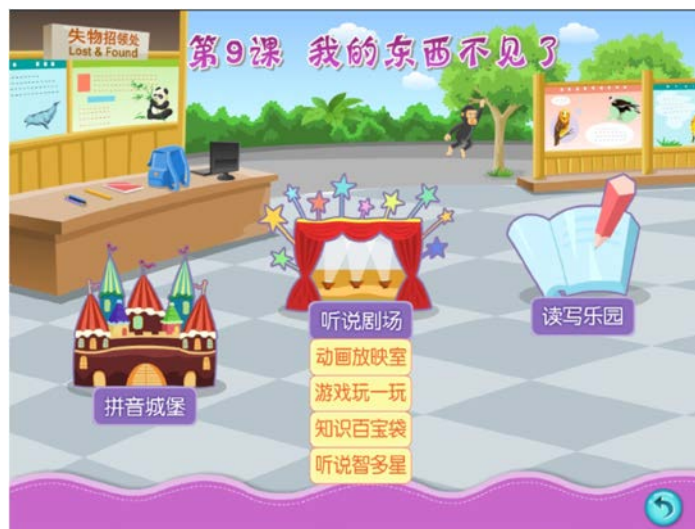 失物招领处
Lost & Found
第9课 我的东西不见了
听说剧场
读写乐园
动画放映室
游戏玩一玩
拼音城堡
知识百宝袋
听说智多星